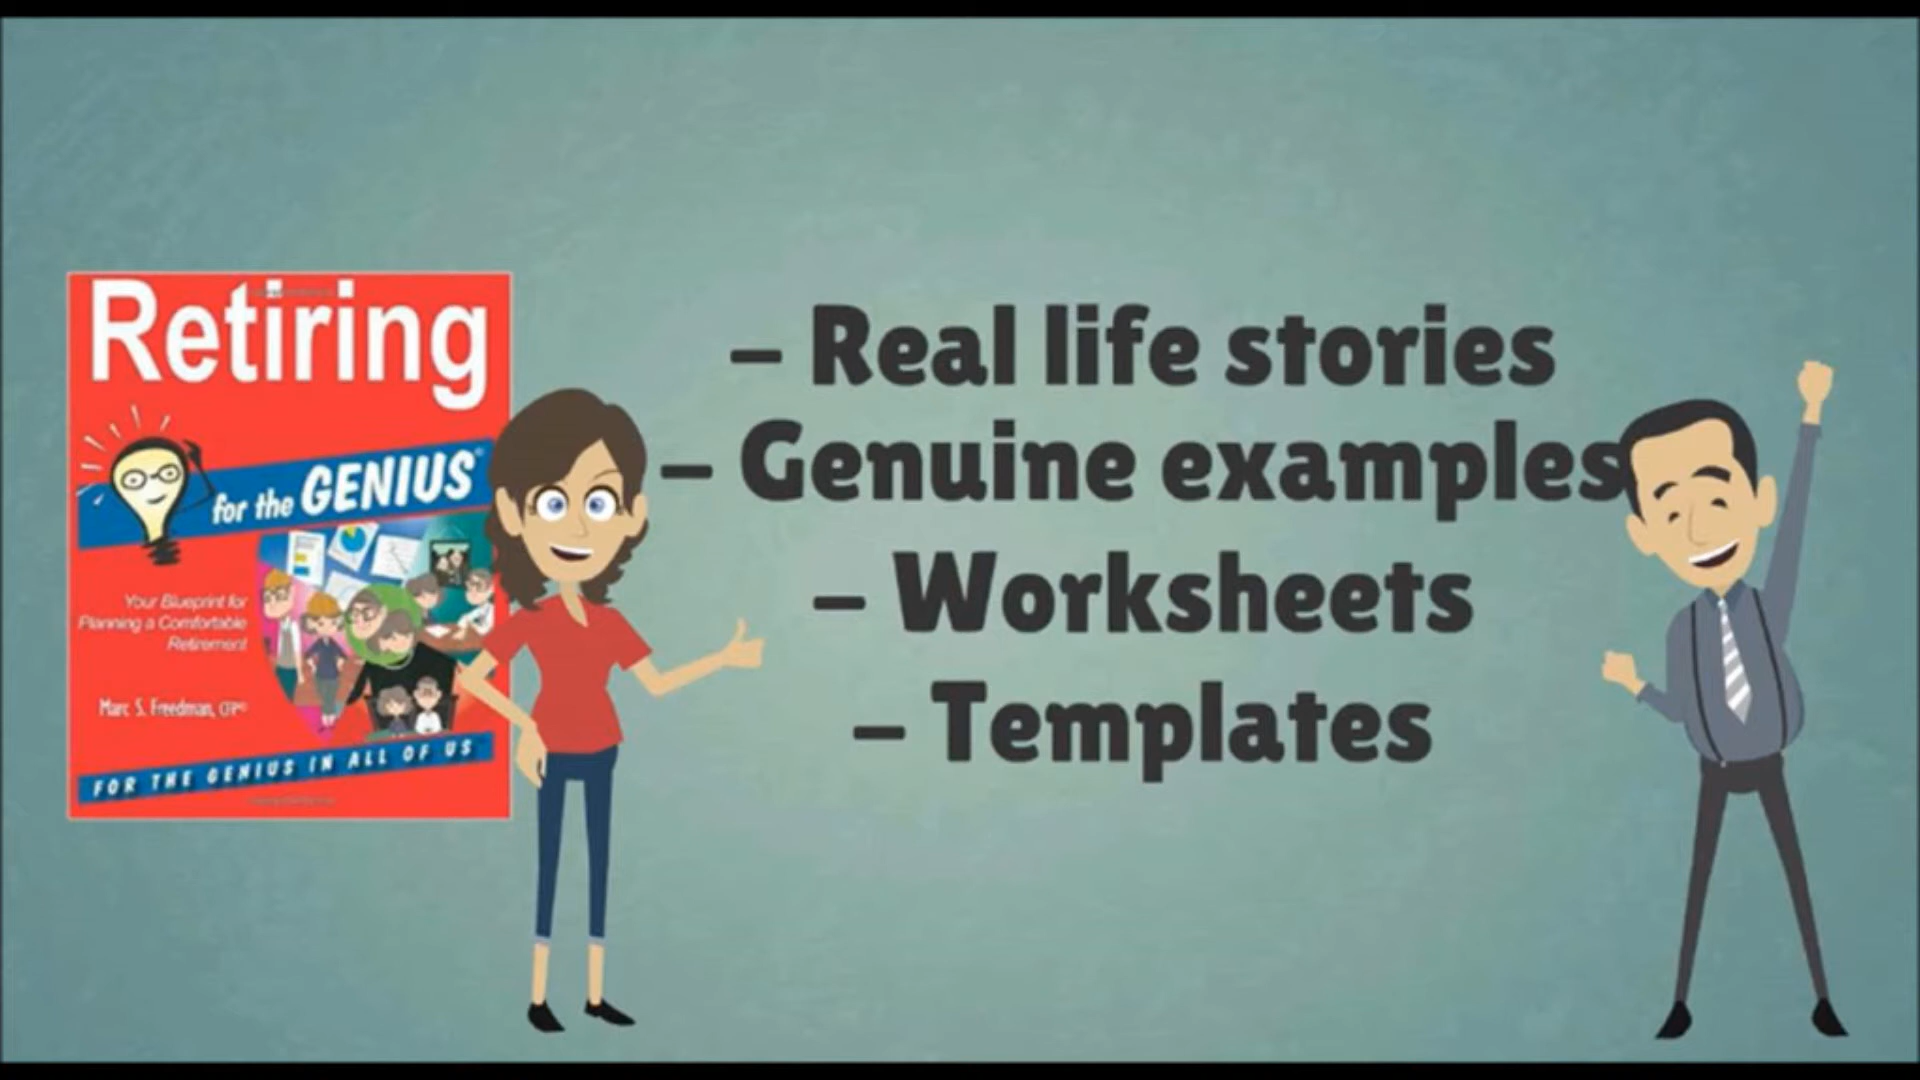 Retiring
for the GENIUS®
Your Blueprint for
Planning a Comfortable
Retirement
Marc S. Freedman, CFP®
FOR THE GENIUS IN ALL OF US
– Real life stories
– Genuine examples
– Worksheets
– Templates